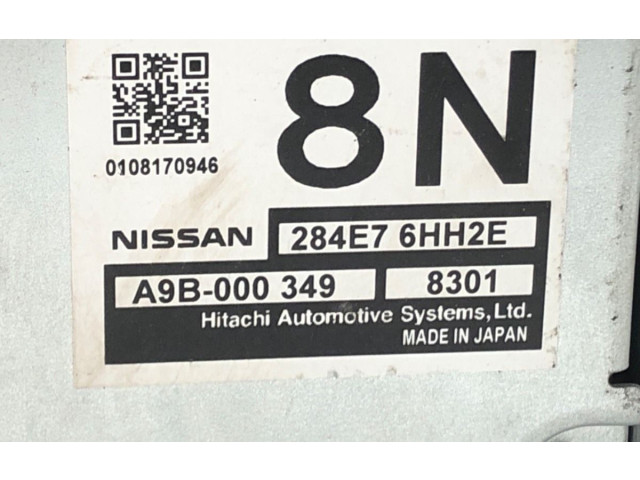 8N
0108170946
NISSAN 284E7 6HH2E
A9B-000 349 8301
Hitachi Automotive Systems, Ltd.
MADE IN JAPAN